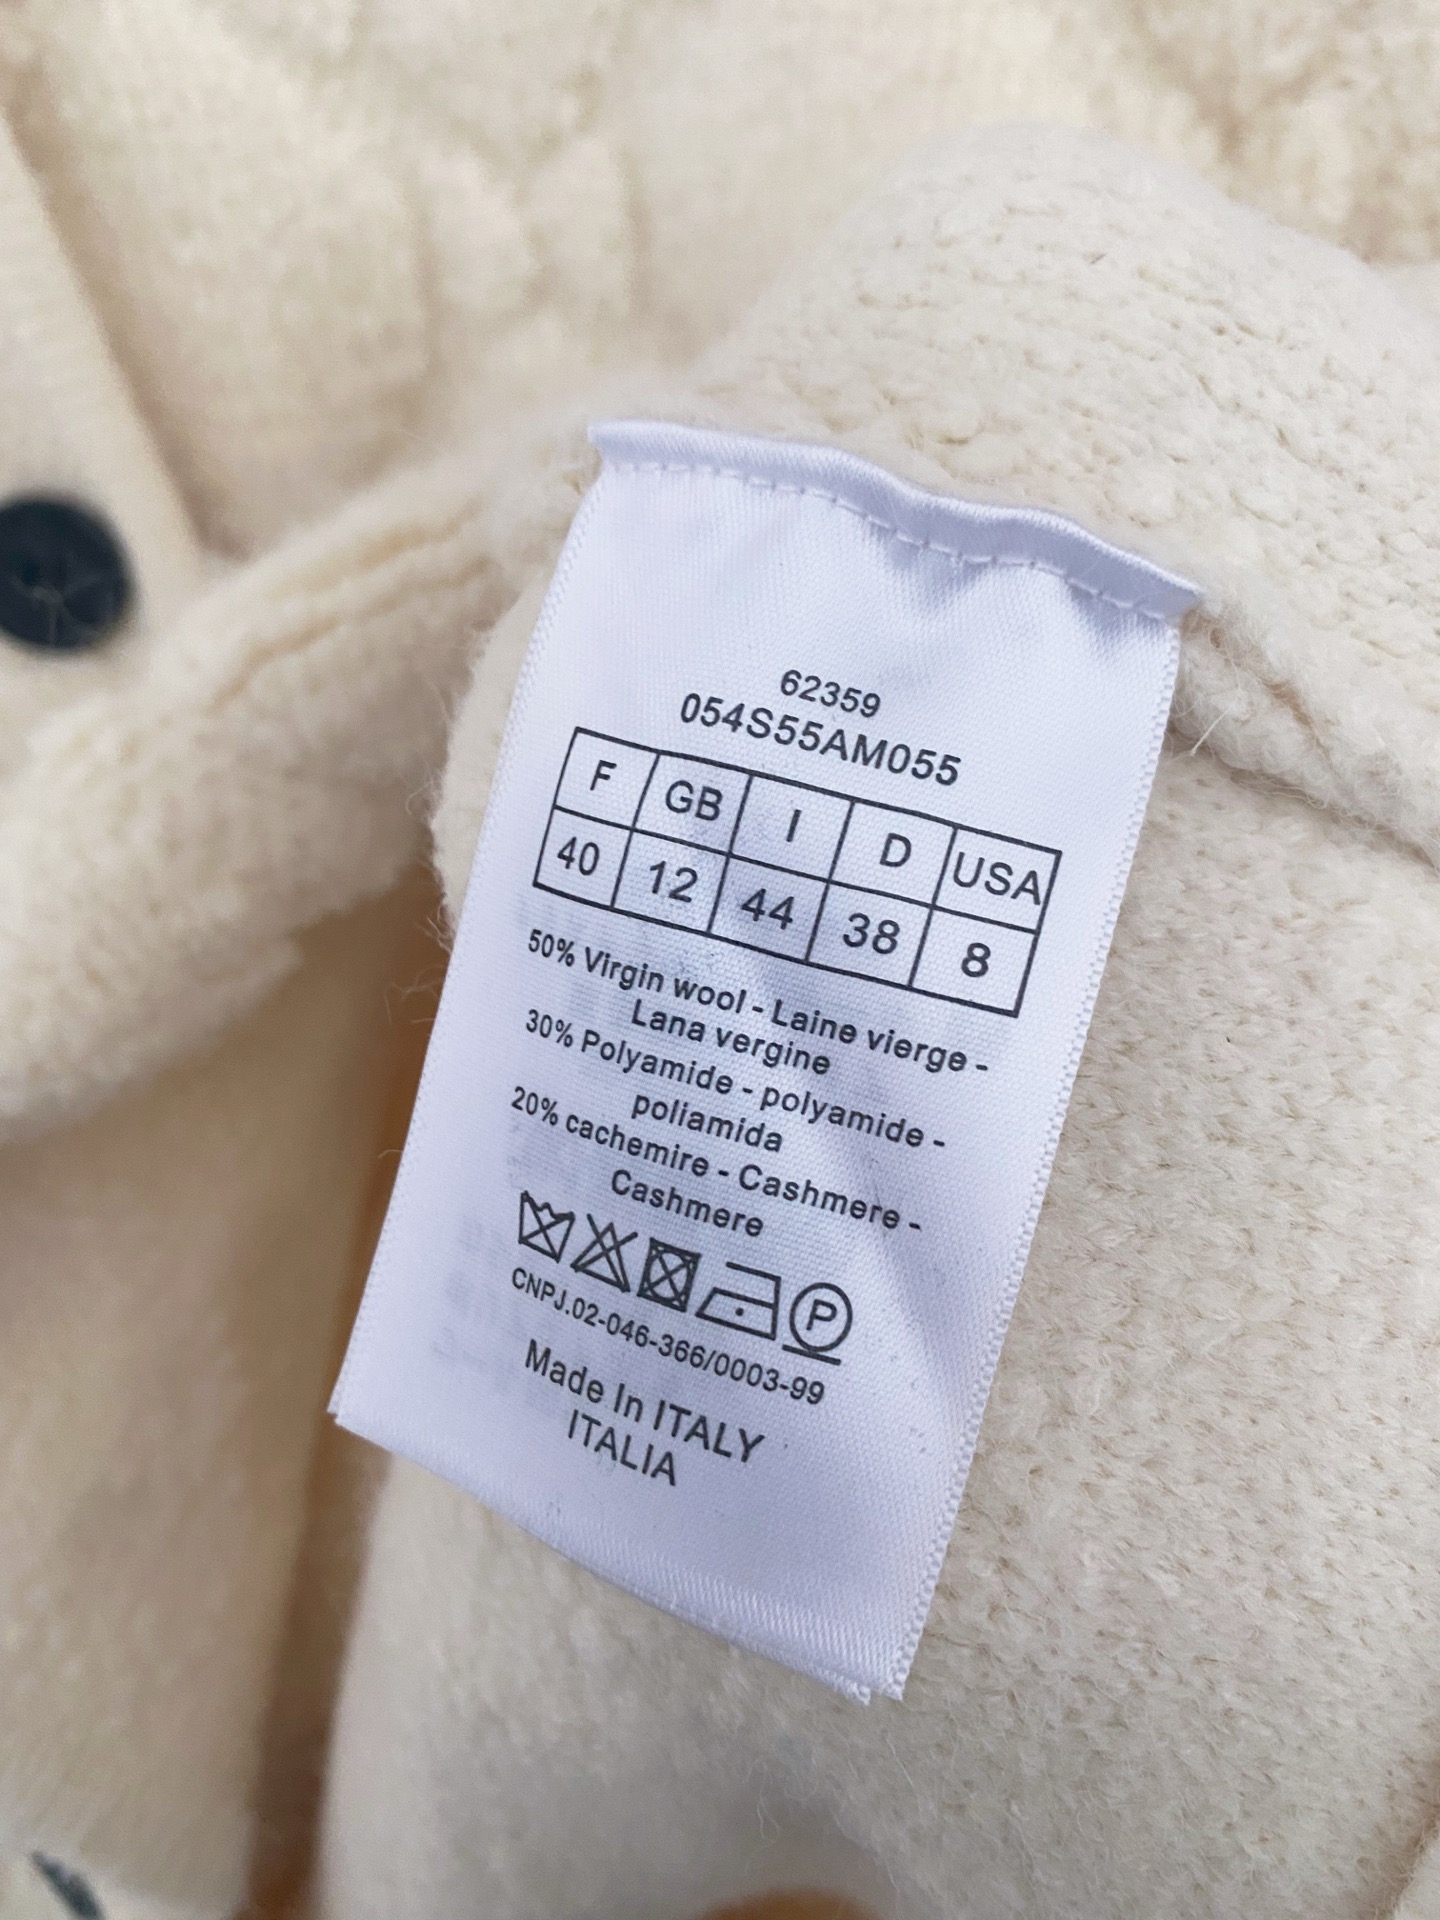 62359
054S55AM055
F GB I D USA
40 12 44 38 8
50% Virgin wool - Laine vierge -
Lana vergine
30% Polyamide - polyamide -
poliamida
20% cachemire - Cashmere -
Cashmere
P
CNPJ.02-046-366/0003-99
Made In ITALY
ITALIA